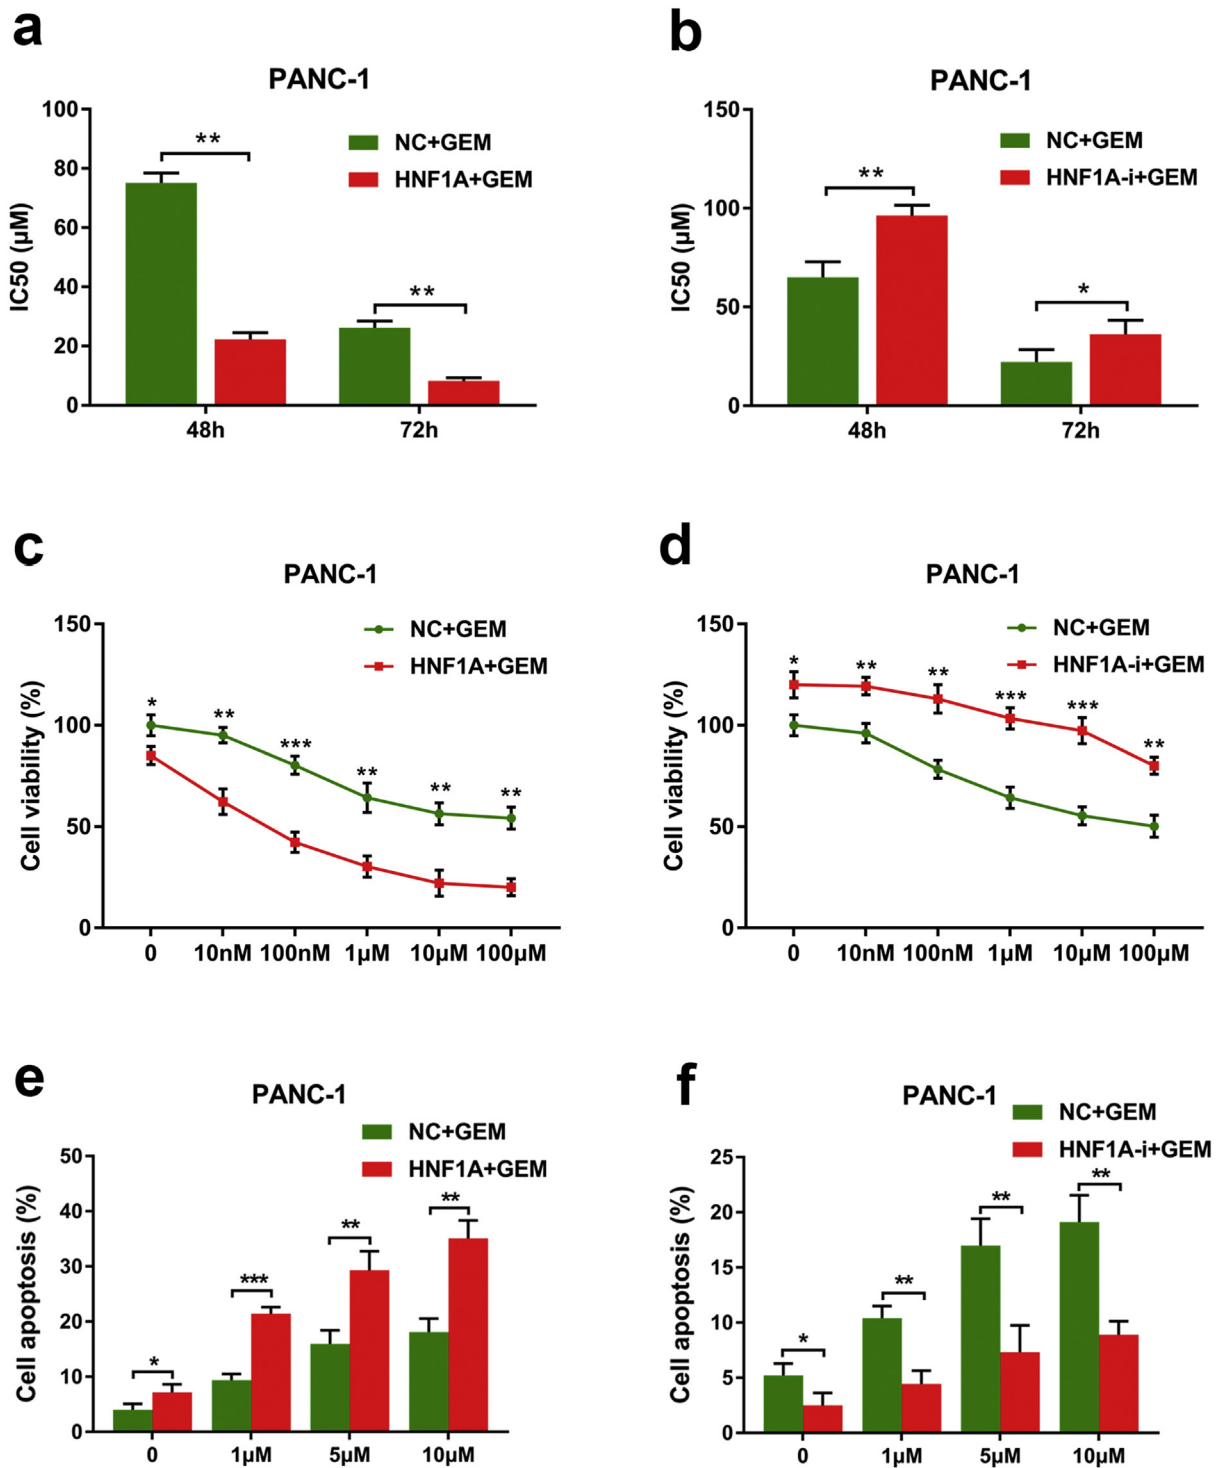 a
PANC-1
NC+GEM
HNF1A+GEM
IC50 (µM)
100
80
60
40
20
0
**
**
48h
72h
b
PANC-1
NC+GEM
HNF1A-i+GEM
IC50 (µM)
150
100
50
0
**
*
48h
72h
c
PANC-1
NC+GEM
HNF1A+GEM
Cell viability (%)
150
100
50
0
*
**
***
**
**
**
0 10nM 100nM 1µM 10µM 100µM
d
PANC-1
NC+GEM
HNF1A-i+GEM
Cell viability (%)
150
100
50
0
*
**
**
***
***
**
0 10nM 100nM 1µM 10µM 100µM
e
PANC-1
NC+GEM
HNF1A+GEM
Cell apoptosis (%)
50
40
30
20
10
0
*
***
**
**
0 1µM 5µM 10µM
f
PANC-1
NC+GEM
HNF1A-i+GEM
Cell apoptosis (%)
25
20
15
10
5
0
*
**
**
**
0 1µM 5µM 10µM